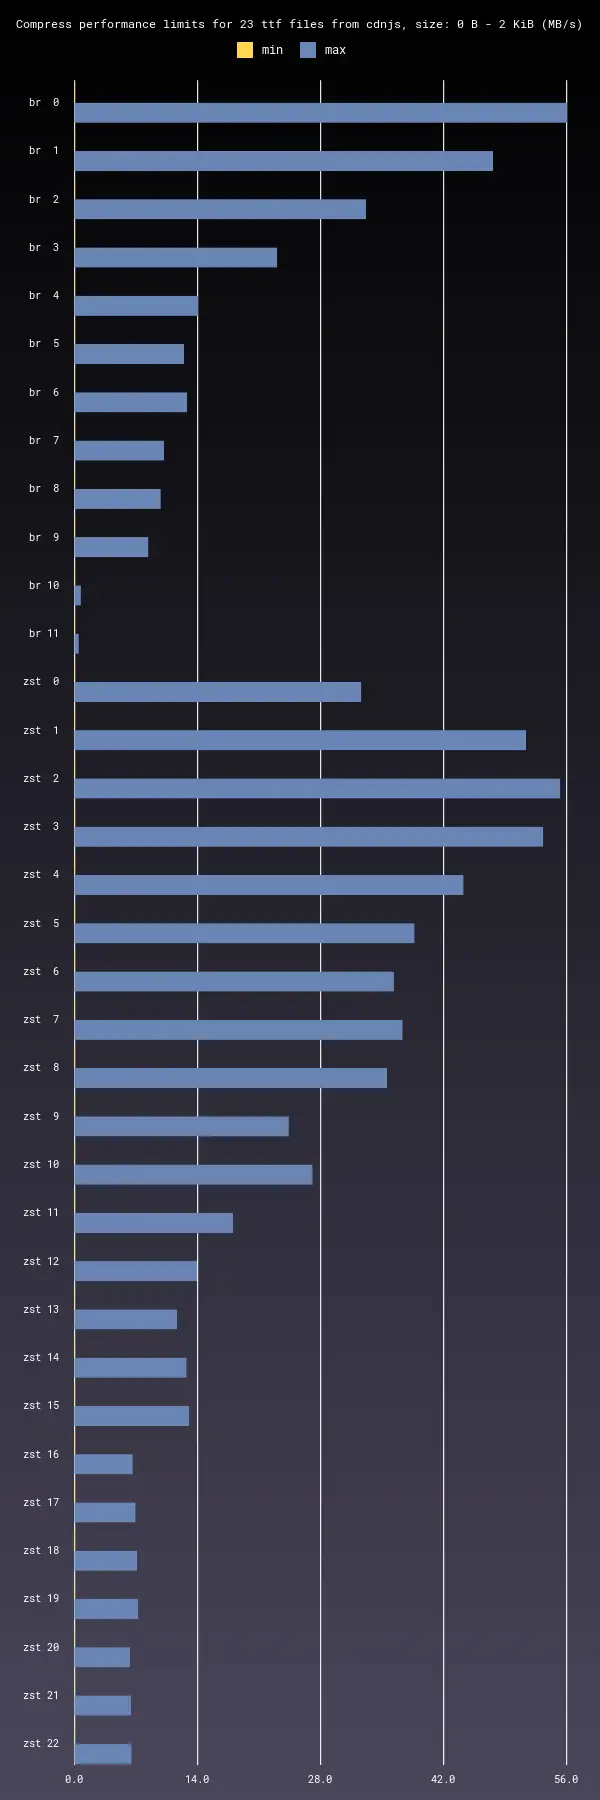 Compress performance limits for 23 ttf files from cdnjs, size: 0 B - 2 KiB (MB/s)
min max
br 0
br 1
br 2
br 3
br 4
br 5
br 6
br 7
br 8
br 9
br 10
br 11
zst 0
zst 1
zst 2
zst 3
zst 4
zst 5
zst 6
zst 7
zst 8
zst 9
zst 10
zst 11
zst 12
zst 13
zst 14
zst 15
zst 16
zst 17
zst 18
zst 19
zst 20
zst 21
zst 22
0.0 14.0 28.0 42.0 56.0